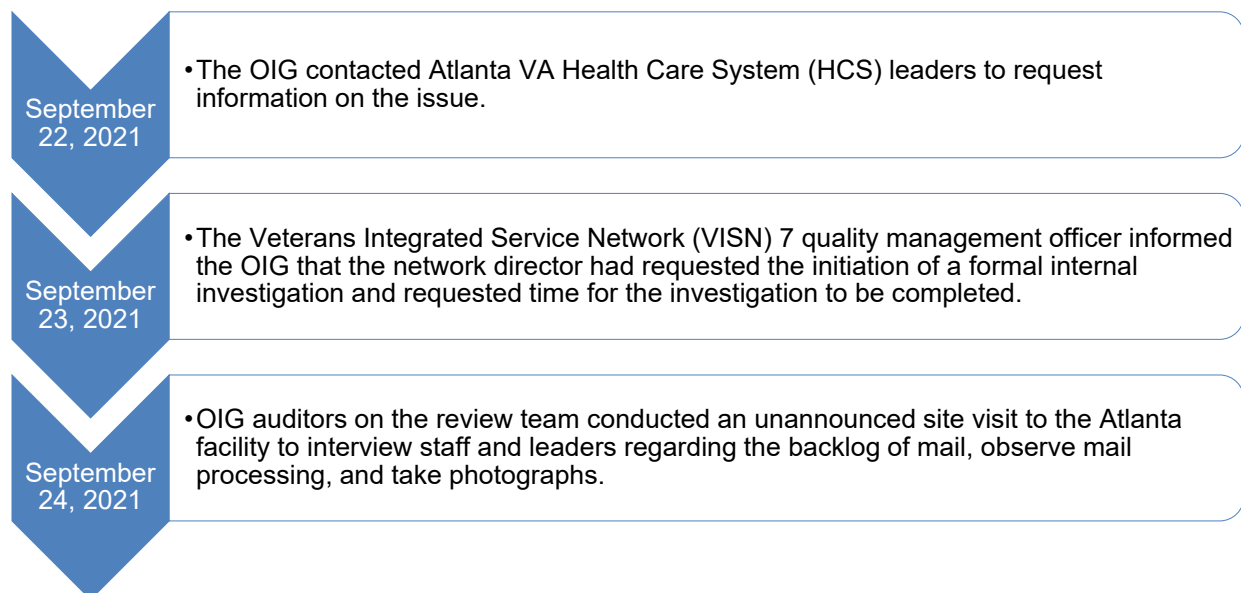 September
22, 2021
•The OIG contacted Atlanta VA Health Care System (HCS) leaders to request
information on the issue.
September
23, 2021
•The Veterans Integrated Service Network (VISN) 7 quality management officer informed
the OIG that the network director had requested the initiation of a formal internal
investigation and requested time for the investigation to be completed.
September
24, 2021
•OIG auditors on the review team conducted an unannounced site visit to the Atlanta
facility to interview staff and leaders regarding the backlog of mail, observe mail
processing, and take photographs.